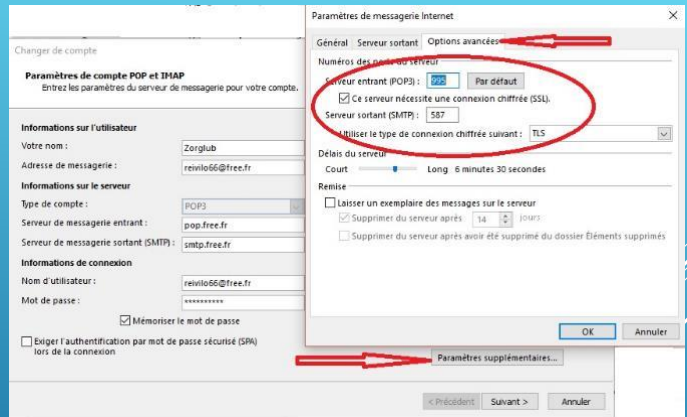 Changer de compte
Paramètres de compte POP et IMAP
Entrez les paramètres du serveur de messagerie pour votre compte.
Informations sur l'utilisateur
Votre nom :
Zorglub
Adresse de messagerie :
reivilo66@free.fr
Informations sur le serveur
Type de compte :
POP3
Serveur de messagerie entrant :
pop.free.fr
Serveur de messagerie sortant (SMTP) :
smtp.free.fr
Informations de connexion
Nom d'utilisateur :
reivilo66@free.fr
Mot de passe :
**********
Mémoriser le mot de passe
Exiger l'authentification par mot de passe sécurisé (SPA)
lors de la connexion
Paramètres supplémentaires...
< Précédent
Suivant >
Annuler
Paramètres de messagerie Internet
Général
Serveur sortant
Options avancées
Numéros des ports du serveur
Serveur entrant (POP3) :
995
Par défaut
Ce serveur nécessite une connexion chiffrée (SSL).
Serveur sortant (SMTP) :
587
Utiliser le type de connexion chiffrée suivant :
TLS
Délais du serveur
Court
Long
6 minutes 30 secondes
Remise
Laisser un exemplaire des messages sur le serveur
Supprimer du serveur après
14
jours
Supprimer du serveur après avoir été supprimé du dossier Éléments supprimés
OK
Annuler